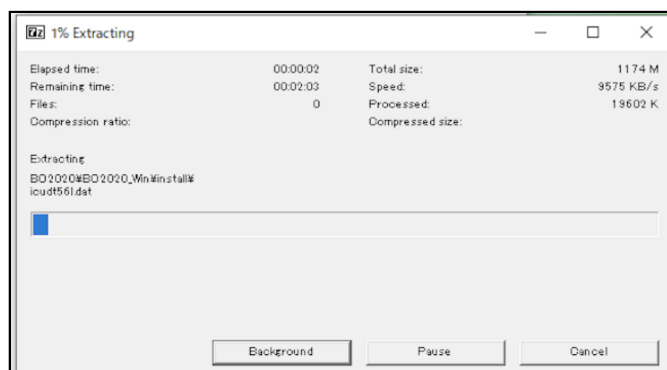 7z 1% Extracting
Elapsed time: 00:00:02 Total size: 1174 M
Remaining time: 00:02:03 Speed: 9575 KB/s
Files: 0 Processed: 19602 K
Compression ratio: Compressed size:
Extracting
BO2020¥BO2020_Win¥install¥
icudt56l.dat
Background Pause Cancel